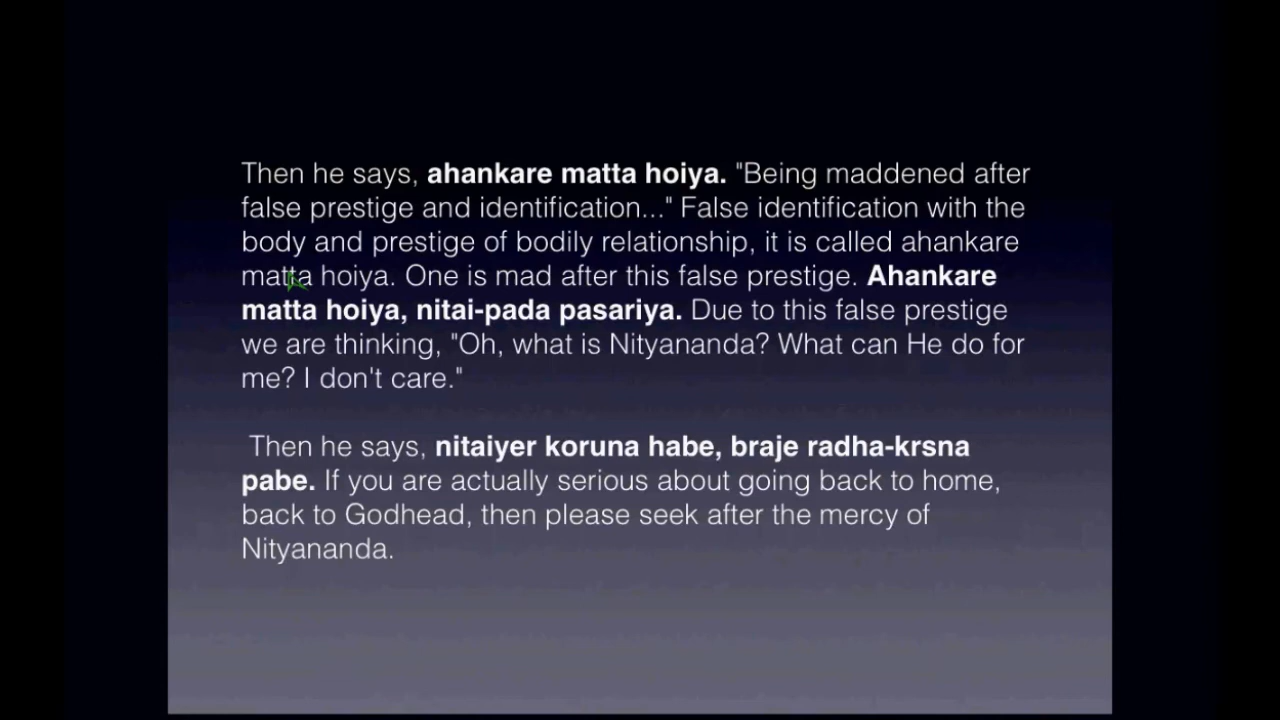 Then he says, ahankare matta hoiya. "Being maddened after
false prestige and identification..." False identification with the
body and prestige of bodily relationship, it is called ahankare
matta hoiya. One is mad after this false prestige. Ahankare
matta hoiya, nitai-pada pasariya. Due to this false prestige
we are thinking, "Oh, what is Nityananda? What can He do for
me? I don't care."
Then he says, nitaiyer koruna habe, braje radha-krsna
pabe. If you are actually serious about going back to home,
back to Godhead, then please seek after the mercy of
Nityananda.